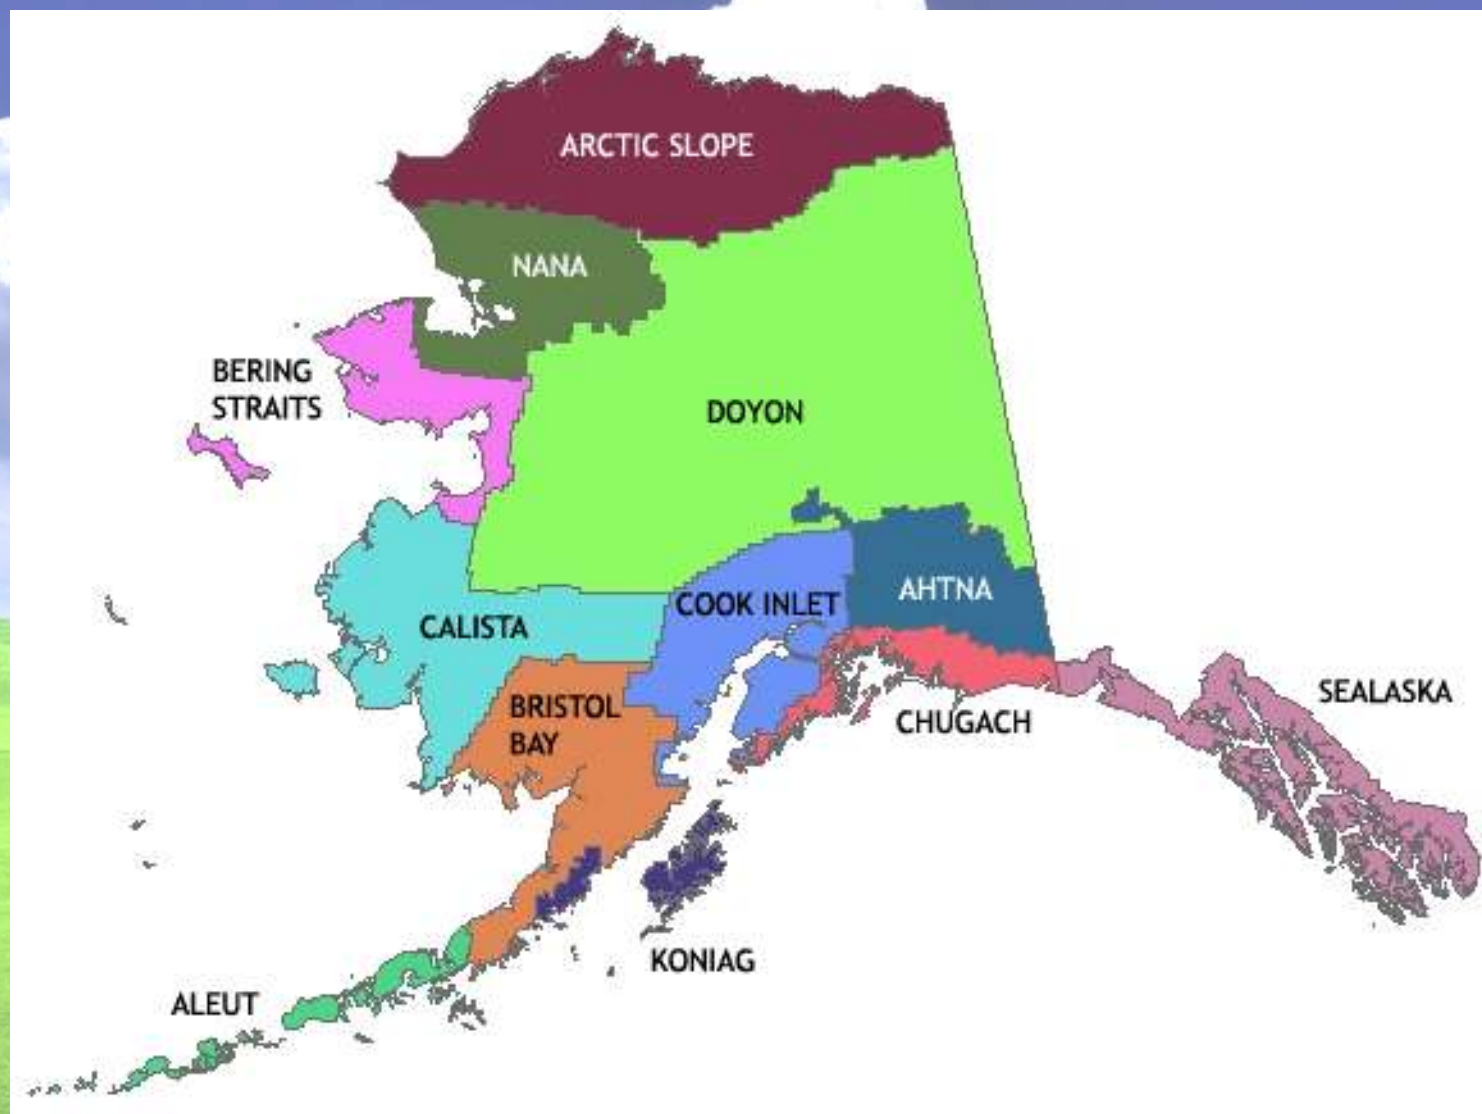 ARCTIC SLOPE
NANA
BERING
STRAITS
DOYON
AHTNA
COOK INLET
CALISTA
SEALASKA
BRISTOL
BAY
CHUGACH
KONIAG
ALEUT